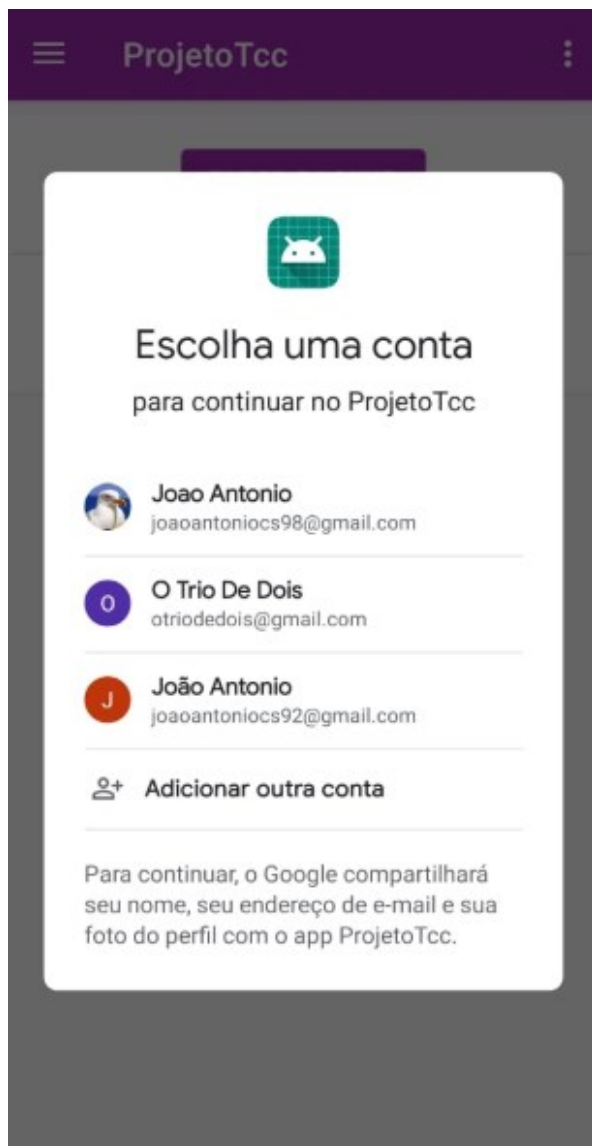 ProjetoTcc
Escolha uma conta
para continuar no ProjetoTcc
Joao Antonio
joaoantoniocs98@gmail.com
O
O Trio De Dois
otriodedois@gmail.com
J
João Antonio
joaoantoniocs92@gmail.com
Adicionar outra conta
Para continuar, o Google compartilhará
seu nome, seu endereço de e-mail e sua
foto do perfil com o app ProjetoTcc.